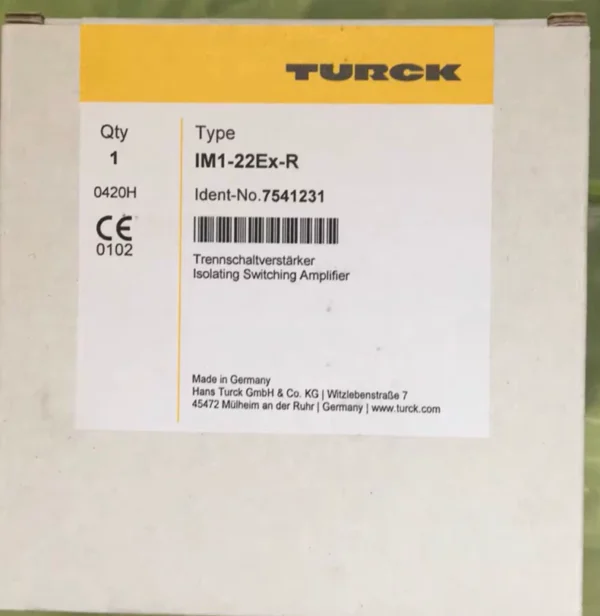 TURCK
Qty
1
0420H
CE
0102
Type
IM1-22Ex-R
Ident-No.7541231
Trennschaltverstärker
Isolating Switching Amplifier
Made in Germany
Hans Turck GmbH & Co. KG | Witzlebenstraße 7
45472 Mülheim an der Ruhr | Germany | www.turck.com